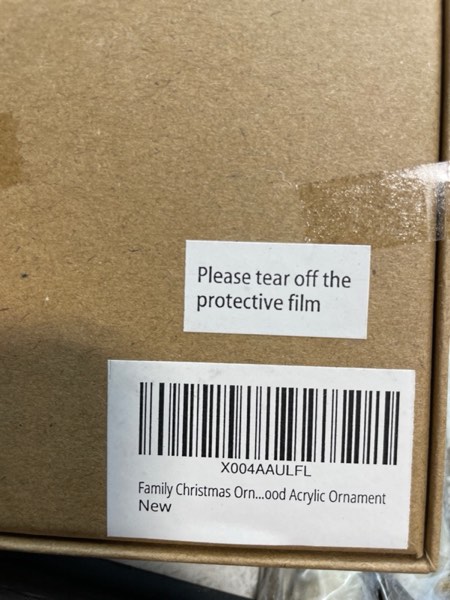 Please tear off the
protective film
X004AAULFL
Family Christmas Orn...ood Acrylic Ornament
New